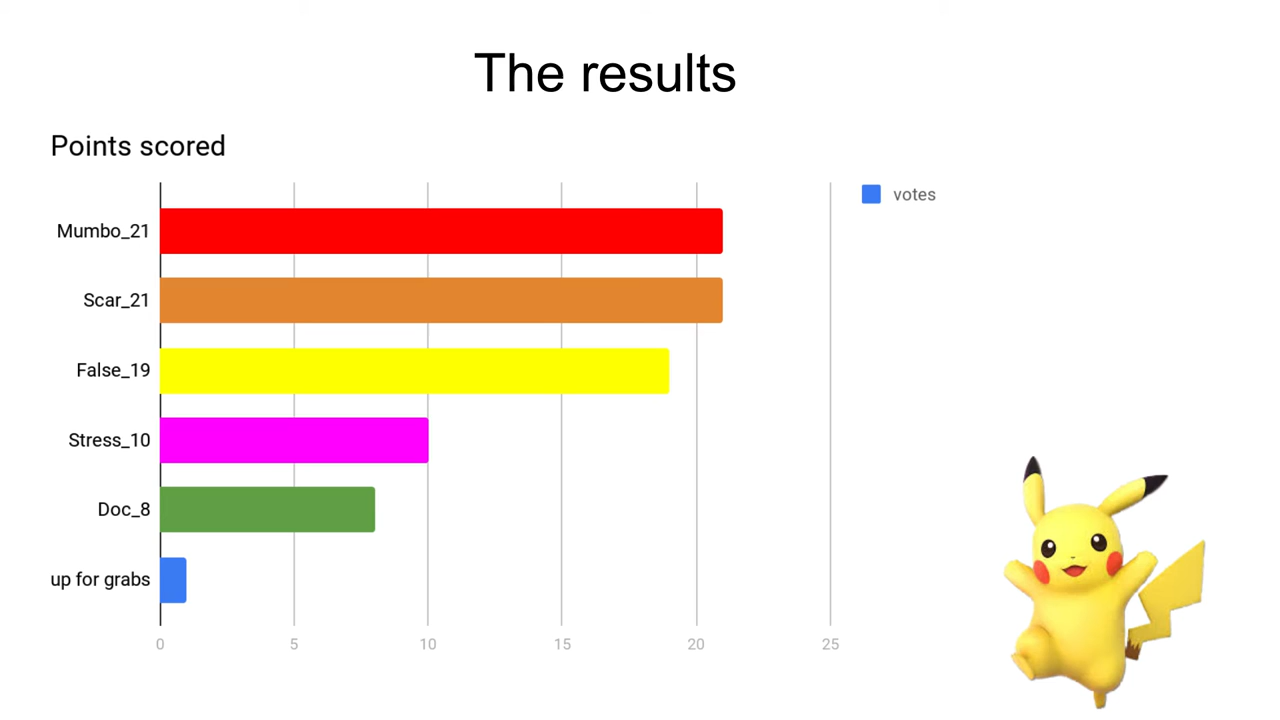 The results
Points scored
votes
Mumbo_21
Scar_21
False_19
Stress_10
Doc_8
up for grabs
0 5 10 15 20 25